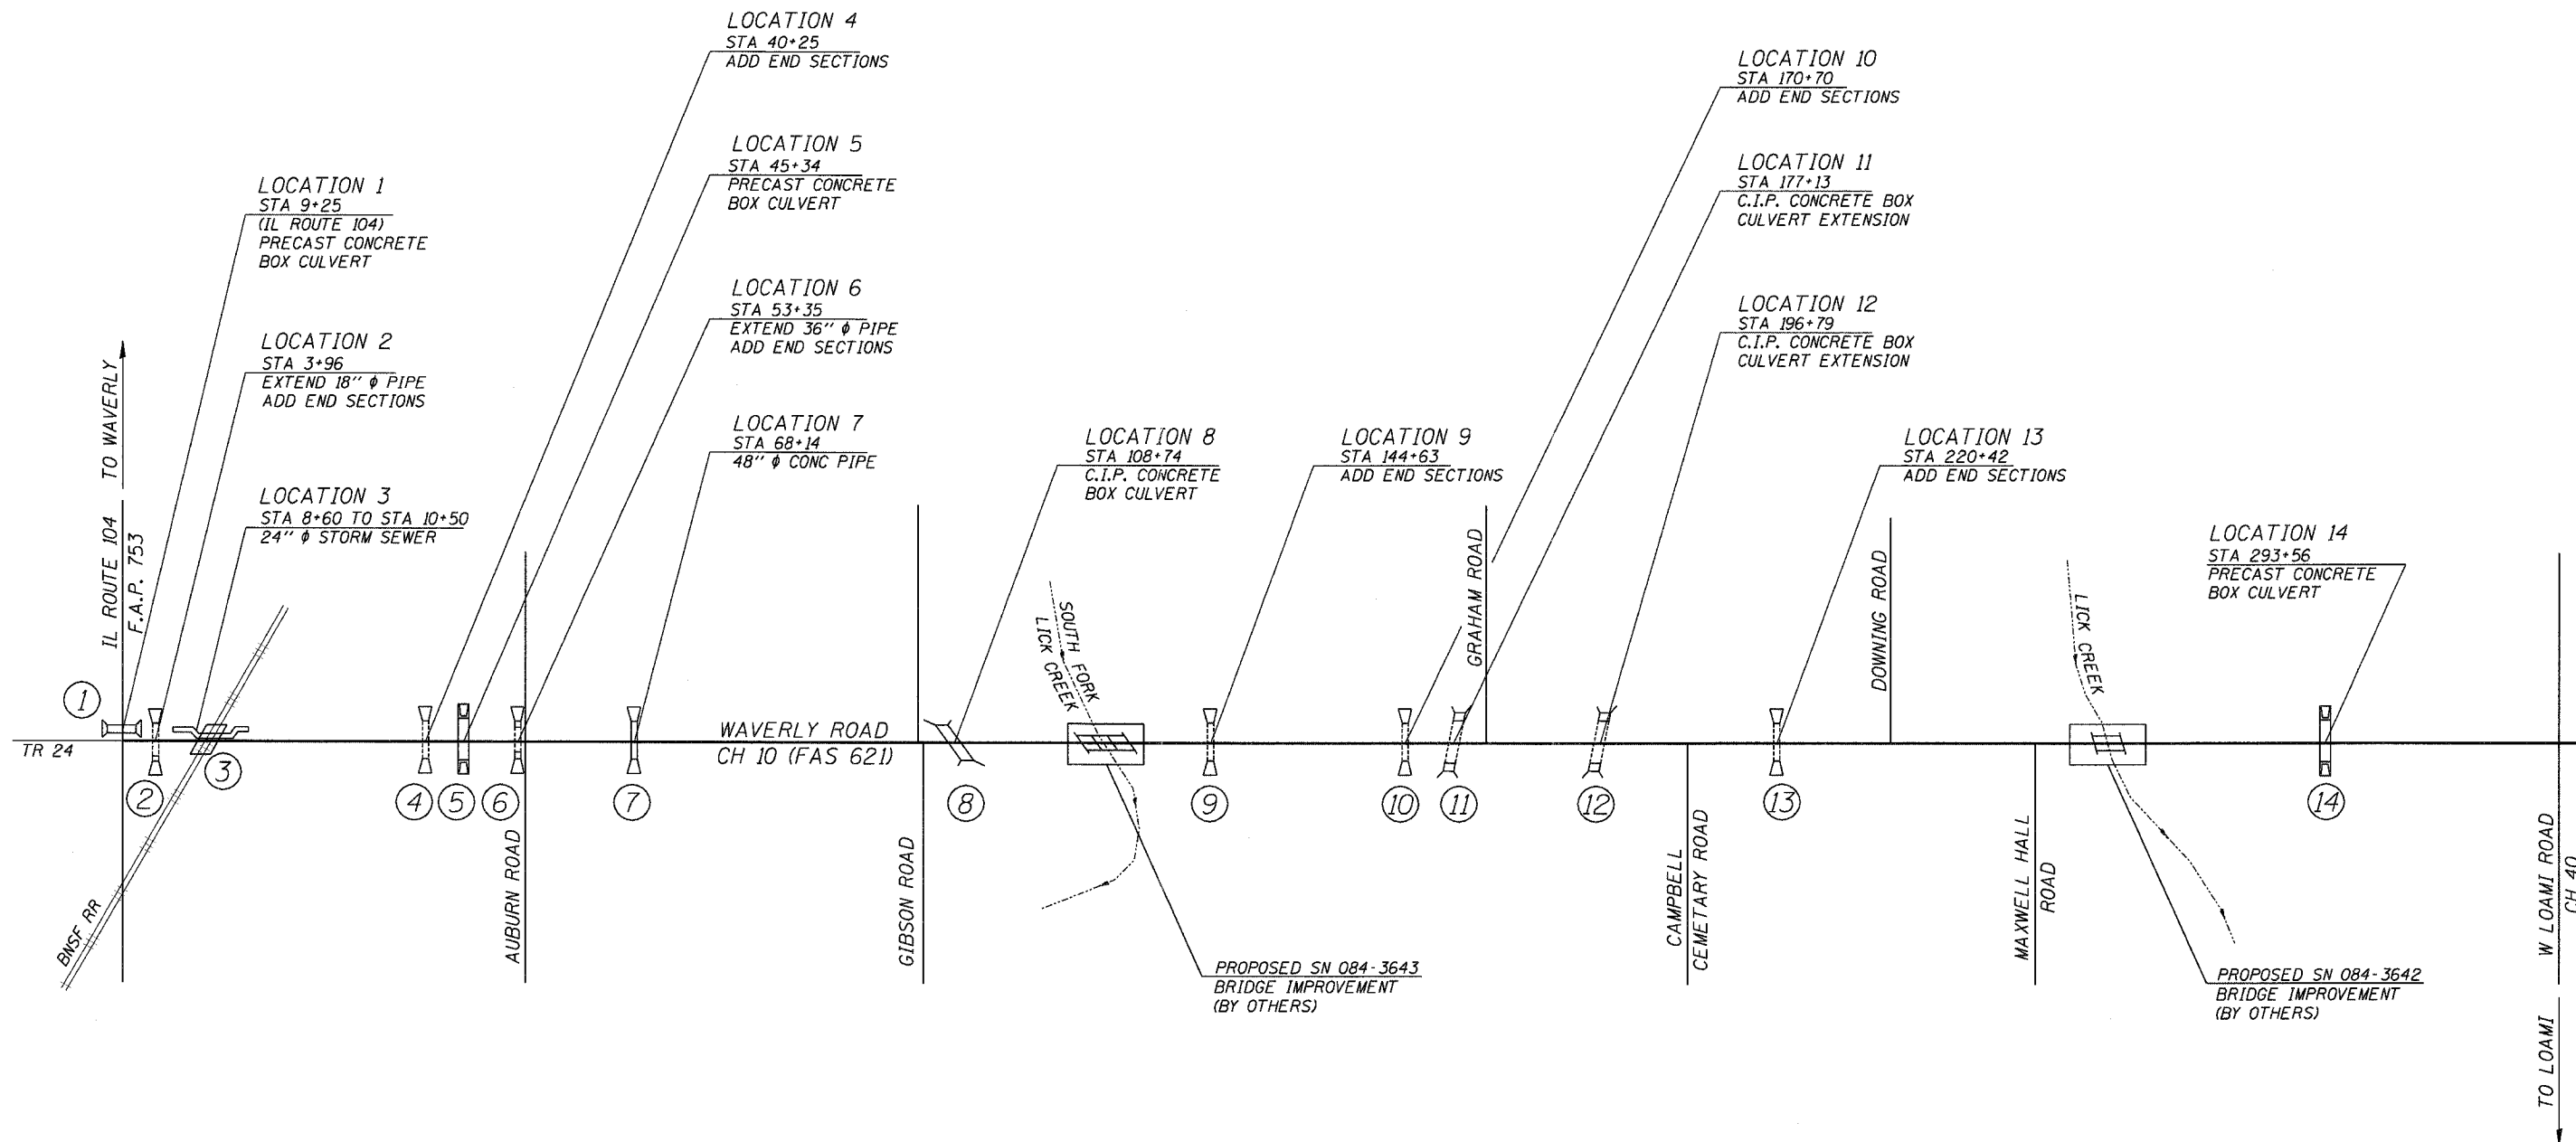 LOCATION 1
STA 9+25
(IL ROUTE 104)
PRECAST CONCRETE
BOX CULVERT
LOCATION 2
STA 3+96
EXTEND 18" φ PIPE
ADD END SECTIONS
LOCATION 3
STA 8+60 TO STA 10+50
24" φ STORM SEWER
LOCATION 4
STA 40+25
ADD END SECTIONS
LOCATION 5
STA 45+34
PRECAST CONCRETE
BOX CULVERT
LOCATION 6
STA 53+35
EXTEND 36" φ PIPE
ADD END SECTIONS
LOCATION 7
STA 68+14
48" φ CONC PIPE
LOCATION 8
STA 108+74
C.I.P. CONCRETE
BOX CULVERT
LOCATION 9
STA 144+63
ADD END SECTIONS
LOCATION 10
STA 170+70
ADD END SECTIONS
LOCATION 11
STA 177+13
C.I.P. CONCRETE BOX
CULVERT EXTENSION
LOCATION 12
STA 196+79
C.I.P. CONCRETE BOX
CULVERT EXTENSION
LOCATION 13
STA 220+42
ADD END SECTIONS
LOCATION 14
STA 293+56
PRECAST CONCRETE
BOX CULVERT
IL ROUTE 104 TO WAVERLY
F.A.P. 753
TR 24
BNSF RR
AUBURN ROAD
WAVERLY ROAD
CH 10 (FAS 621)
GIBSON ROAD
SOUTH FORK
LICK CREEK
GRAHAM ROAD
CAMPBELL
CEMETARY ROAD
DOWNING ROAD
MAXWELL HALL
ROAD
LICK CREEK
TO LOAMI W LOAMI ROAD
CH 40
1
2
3
4
5
6
7
8
9
10
11
12
13
14
PROPOSED SN 084-3643
BRIDGE IMPROVEMENT
(BY OTHERS)
PROPOSED SN 084-3642
BRIDGE IMPROVEMENT
(BY OTHERS)